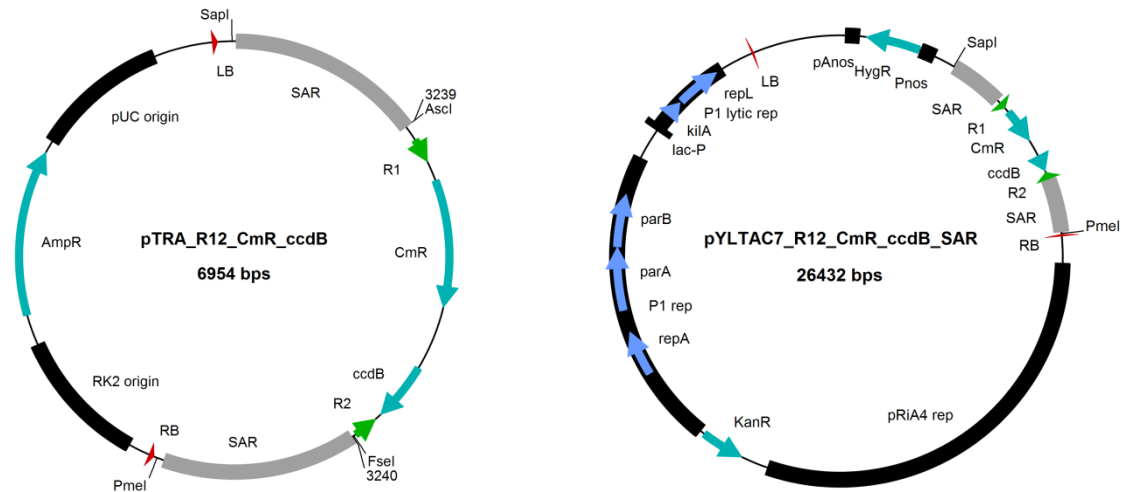 SapI
LB
SAR
3239
AscI
R1
CmR
ccdB
R2
FseI
3240
SAR
RB
PmeI
RK2 origin
AmpR
pUC origin
pTRA_R12_CmR_ccdB
6954 bps
LB
pAnos
HygR
Pnos
SapI
SAR
R1
CmR
ccdB
R2
SAR
RB
PmeI
pRiA4 rep
KanR
repA
P1 rep
parA
parB
lac-P
kilA
P1 lytic rep
repL
pYLTAC7_R12_CmR_ccdB_SAR
26432 bps